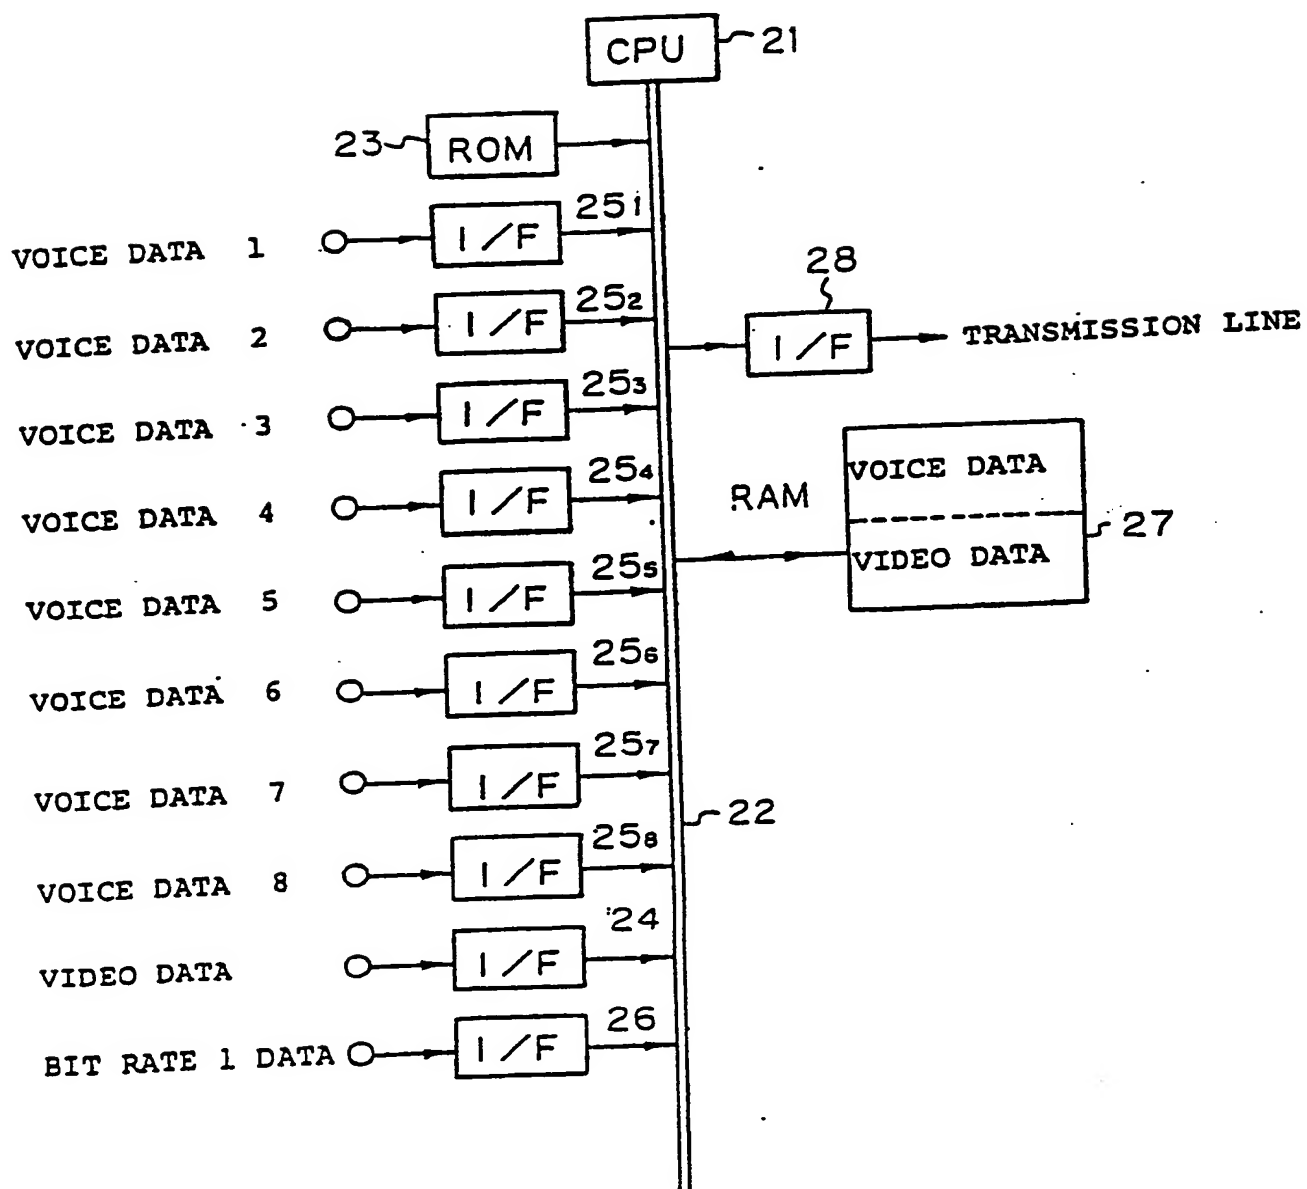 CPU 21
23 ROM
VOICE DATA 1 I/F 25₁
VOICE DATA 2 I/F 25₂
28
I/F TRANSMISSION LINE
VOICE DATA 3 I/F 25₃
VOICE DATA 4 I/F 25₄
RAM VOICE DATA
VIDEO DATA 27
VOICE DATA 5 I/F 25₅
VOICE DATA 6 I/F 25₆
VOICE DATA 7 I/F 25₇
22
VOICE DATA 8 I/F 25₈
VIDEO DATA I/F 24
BIT RATE 1 DATA I/F 26